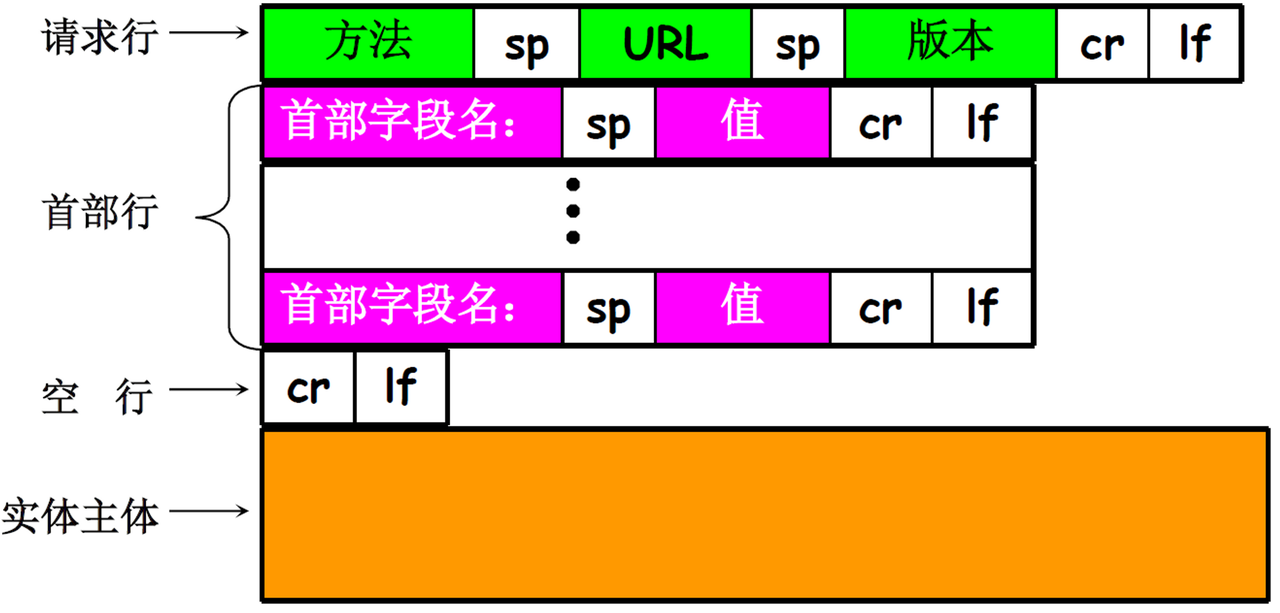 请求行 方法 sp URL sp 版本 cr lf
首部字段名： sp 值 cr lf
首部行
首部字段名： sp 值 cr lf
空 行 cr lf
实体主体